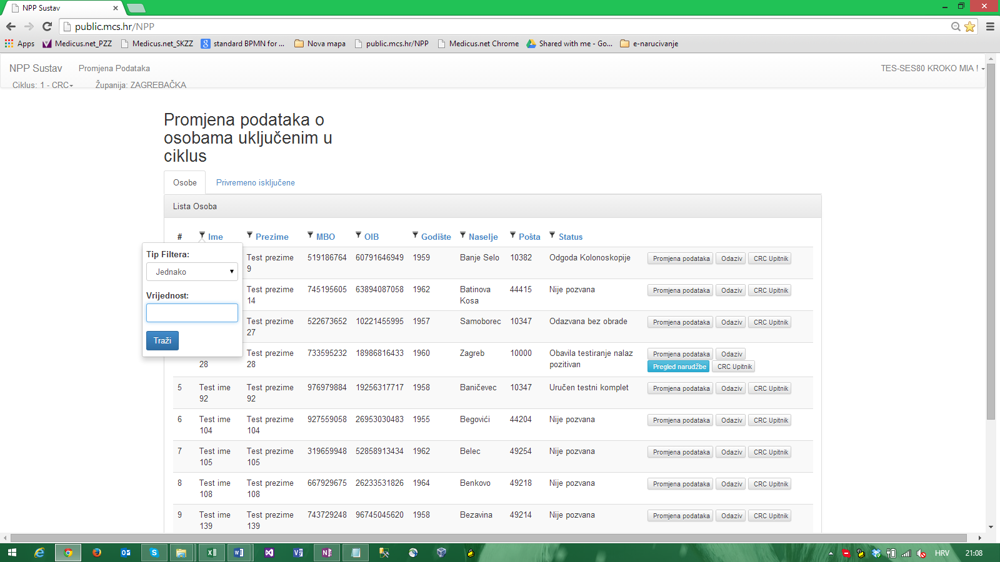 NPP Sustav
public.mcs.hr/NPP
Apps Medicus.net_PZZ Medicus.net_SKZZ standard BPMN for ... Nova mapa public.mcs.hr/NPP Medicus.net Chrome Shared with me - Go... e-narucivanje
NPP Sustav Promjena Podataka TES-SES80 KROKO MIA !
Ciklus: 1 - CRC Županija: ZAGREBAČKA
Promjena podataka o
osobama uključenim u
ciklus
Osobe Privremeno isključene
Lista Osoba
# Ime Prezime MBO OIB Godište Naselje Pošta Status
Tip Filtera:
Jednako
Vrijednost:
Traži
Test prezime 519186764 60791646949 1959 Banje Selo 10382 Odgoda Kolonoskopije Promjena podataka Odaziv CRC Upitnik
9
Test prezime 745195605 63894087058 1962 Batinova 44415 Nije pozvana Promjena podataka Odaziv CRC Upitnik
14 Kosa
Test prezime 522673652 10221455995 1957 Samoborec 10347 Odazvana bez obrade Promjena podataka Odaziv CRC Upitnik
27
Test prezime 733595232 18986816433 1960 Zagreb 10000 Obavila testiranje nalaz Promjena podataka Odaziv
28 28 pozitivan Pregled narudžbe CRC Upitnik
5 Test ime Test prezime 976979884 19256317717 1958 Baničevec 10347 Uručen testni komplet Promjena podataka Odaziv CRC Upitnik
92 92
6 Test ime Test prezime 927559058 26953030483 1955 Begovići 44204 Nije pozvana Promjena podataka Odaziv CRC Upitnik
104 104
7 Test ime Test prezime 319659948 52858913434 1962 Belec 49254 Nije pozvana Promjena podataka Odaziv CRC Upitnik
105 105
8 Test ime Test prezime 667929675 26233531826 1964 Benkovo 49218 Nije pozvana Promjena podataka Odaziv CRC Upitnik
108 108
9 Test ime Test prezime 743729248 96745045620 1958 Bezavina 49214 Nije pozvana Promjena podataka Odaziv CRC Upitnik
139 139
HRV 21:08